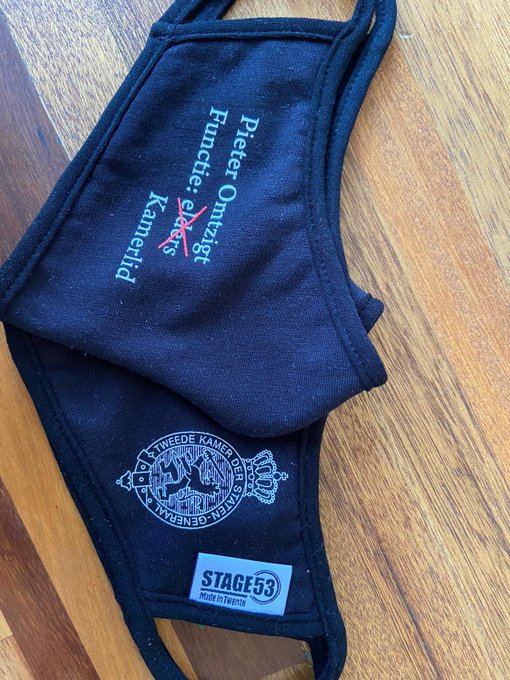 Pieter Omtzigt
Functie: elders
Kamerlid
TWEEDE KAMER DER STATEN-GENERAAL
STAGE53
Made in Twente